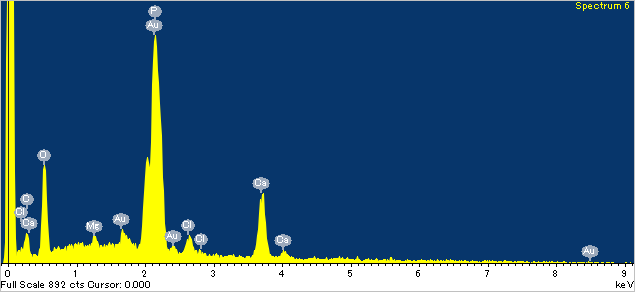 Spectrum 6
P
Au
O
C
Cl
Ca
Mg
Au
Au
Cl
Cl
Ca
Ca
Au
0 1 2 3 4 5 6 7 8 9
Full Scale 892 cts Cursor: 0.000 keV